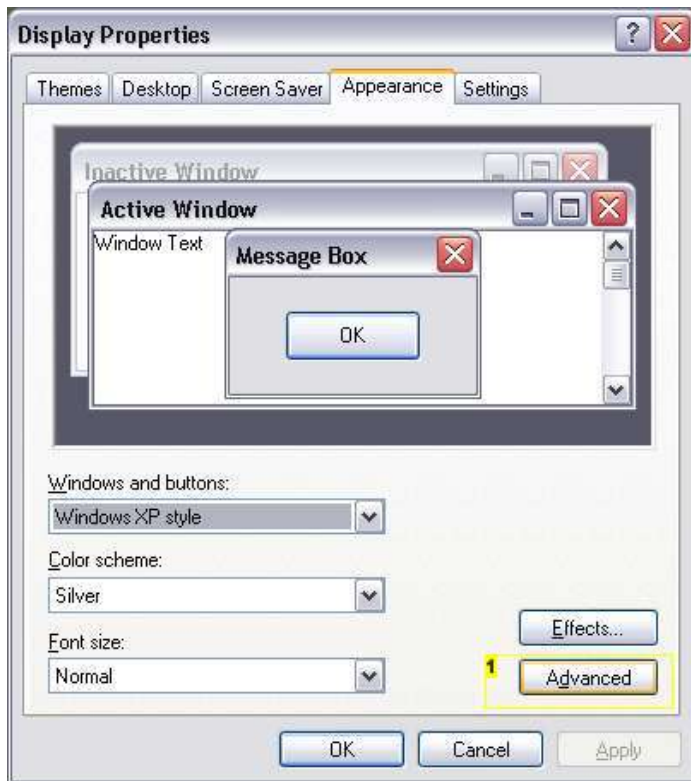 Display Properties
Themes
Desktop
Screen Saver
Appearance
Settings
Inactive Window
Active Window
Window Text
Message Box
OK
Windows and buttons:
Windows XP style
Color scheme:
Silver
Effects...
Font size:
Normal
1
Advanced
OK
Cancel
Apply